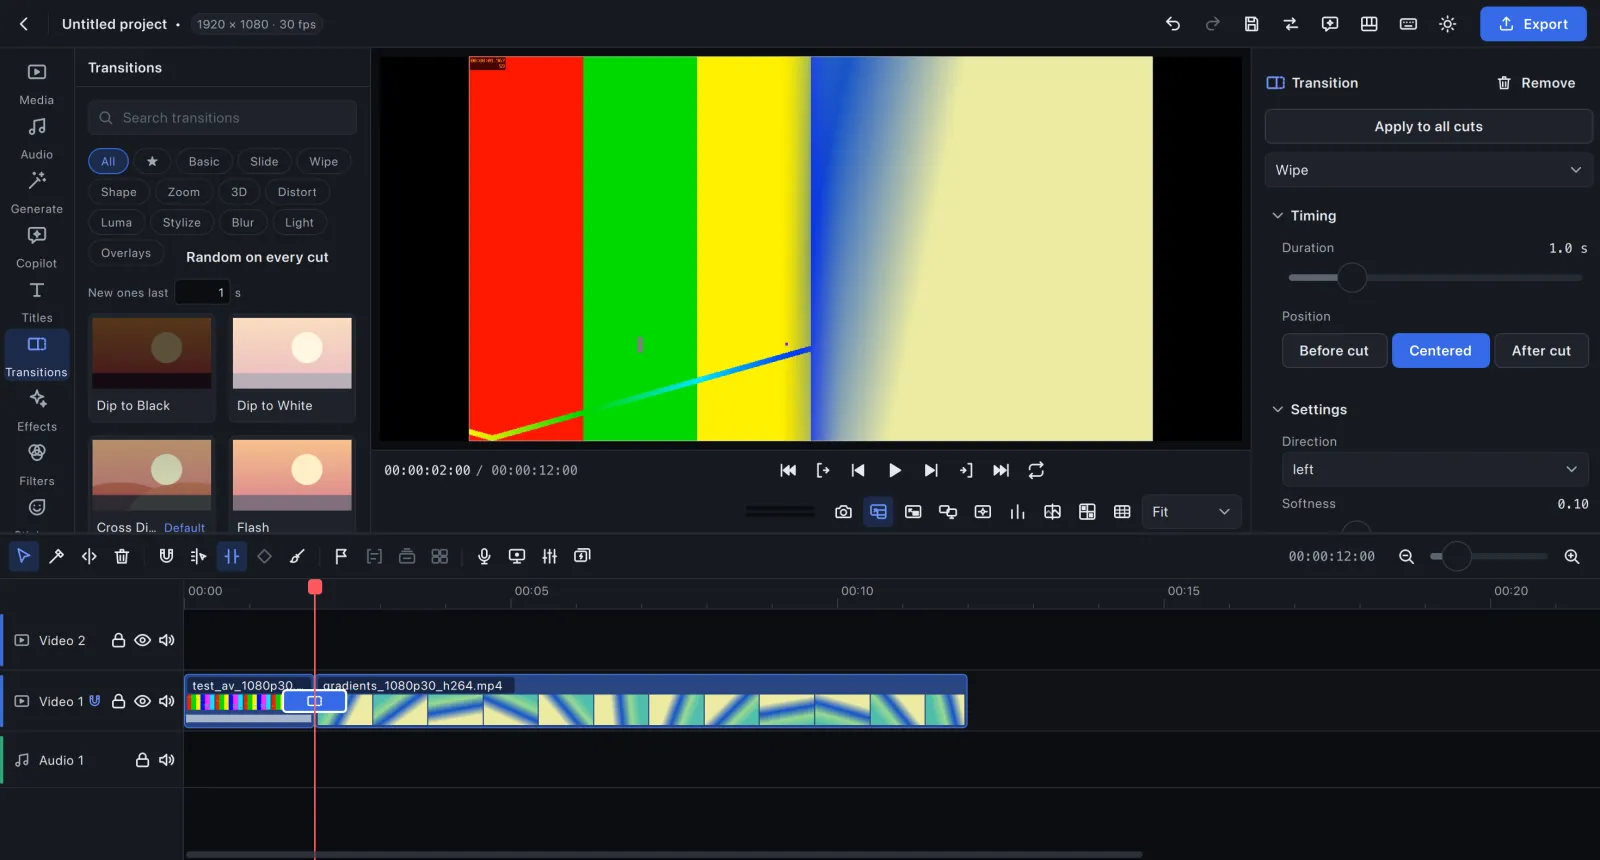 Untitled project • 1920 × 1080 · 30 fps
Export
Media
Audio
Generate
Copilot
Titles
Transitions
Effects
Filters
Transitions
Search transitions
All ★ Basic Slide Wipe
Shape Zoom 3D Distort
Luma Stylize Blur Light
Overlays Random on every cut
New ones last 1 s
Dip to Black Dip to White
Cross Di... Default Flash
00:00:02:00 / 00:00:12:00
Fit
Transition Remove
Apply to all cuts
Wipe
Timing
Duration 1.0 s
Position
Before cut Centered After cut
Settings
Direction
left
Softness 0.10
00:00:12:00
00:00 00:05 00:10 00:15 00:20
Video 2
test_av_1080p30... gradients_1080p30_h264.mp4
Video 1
Audio 1